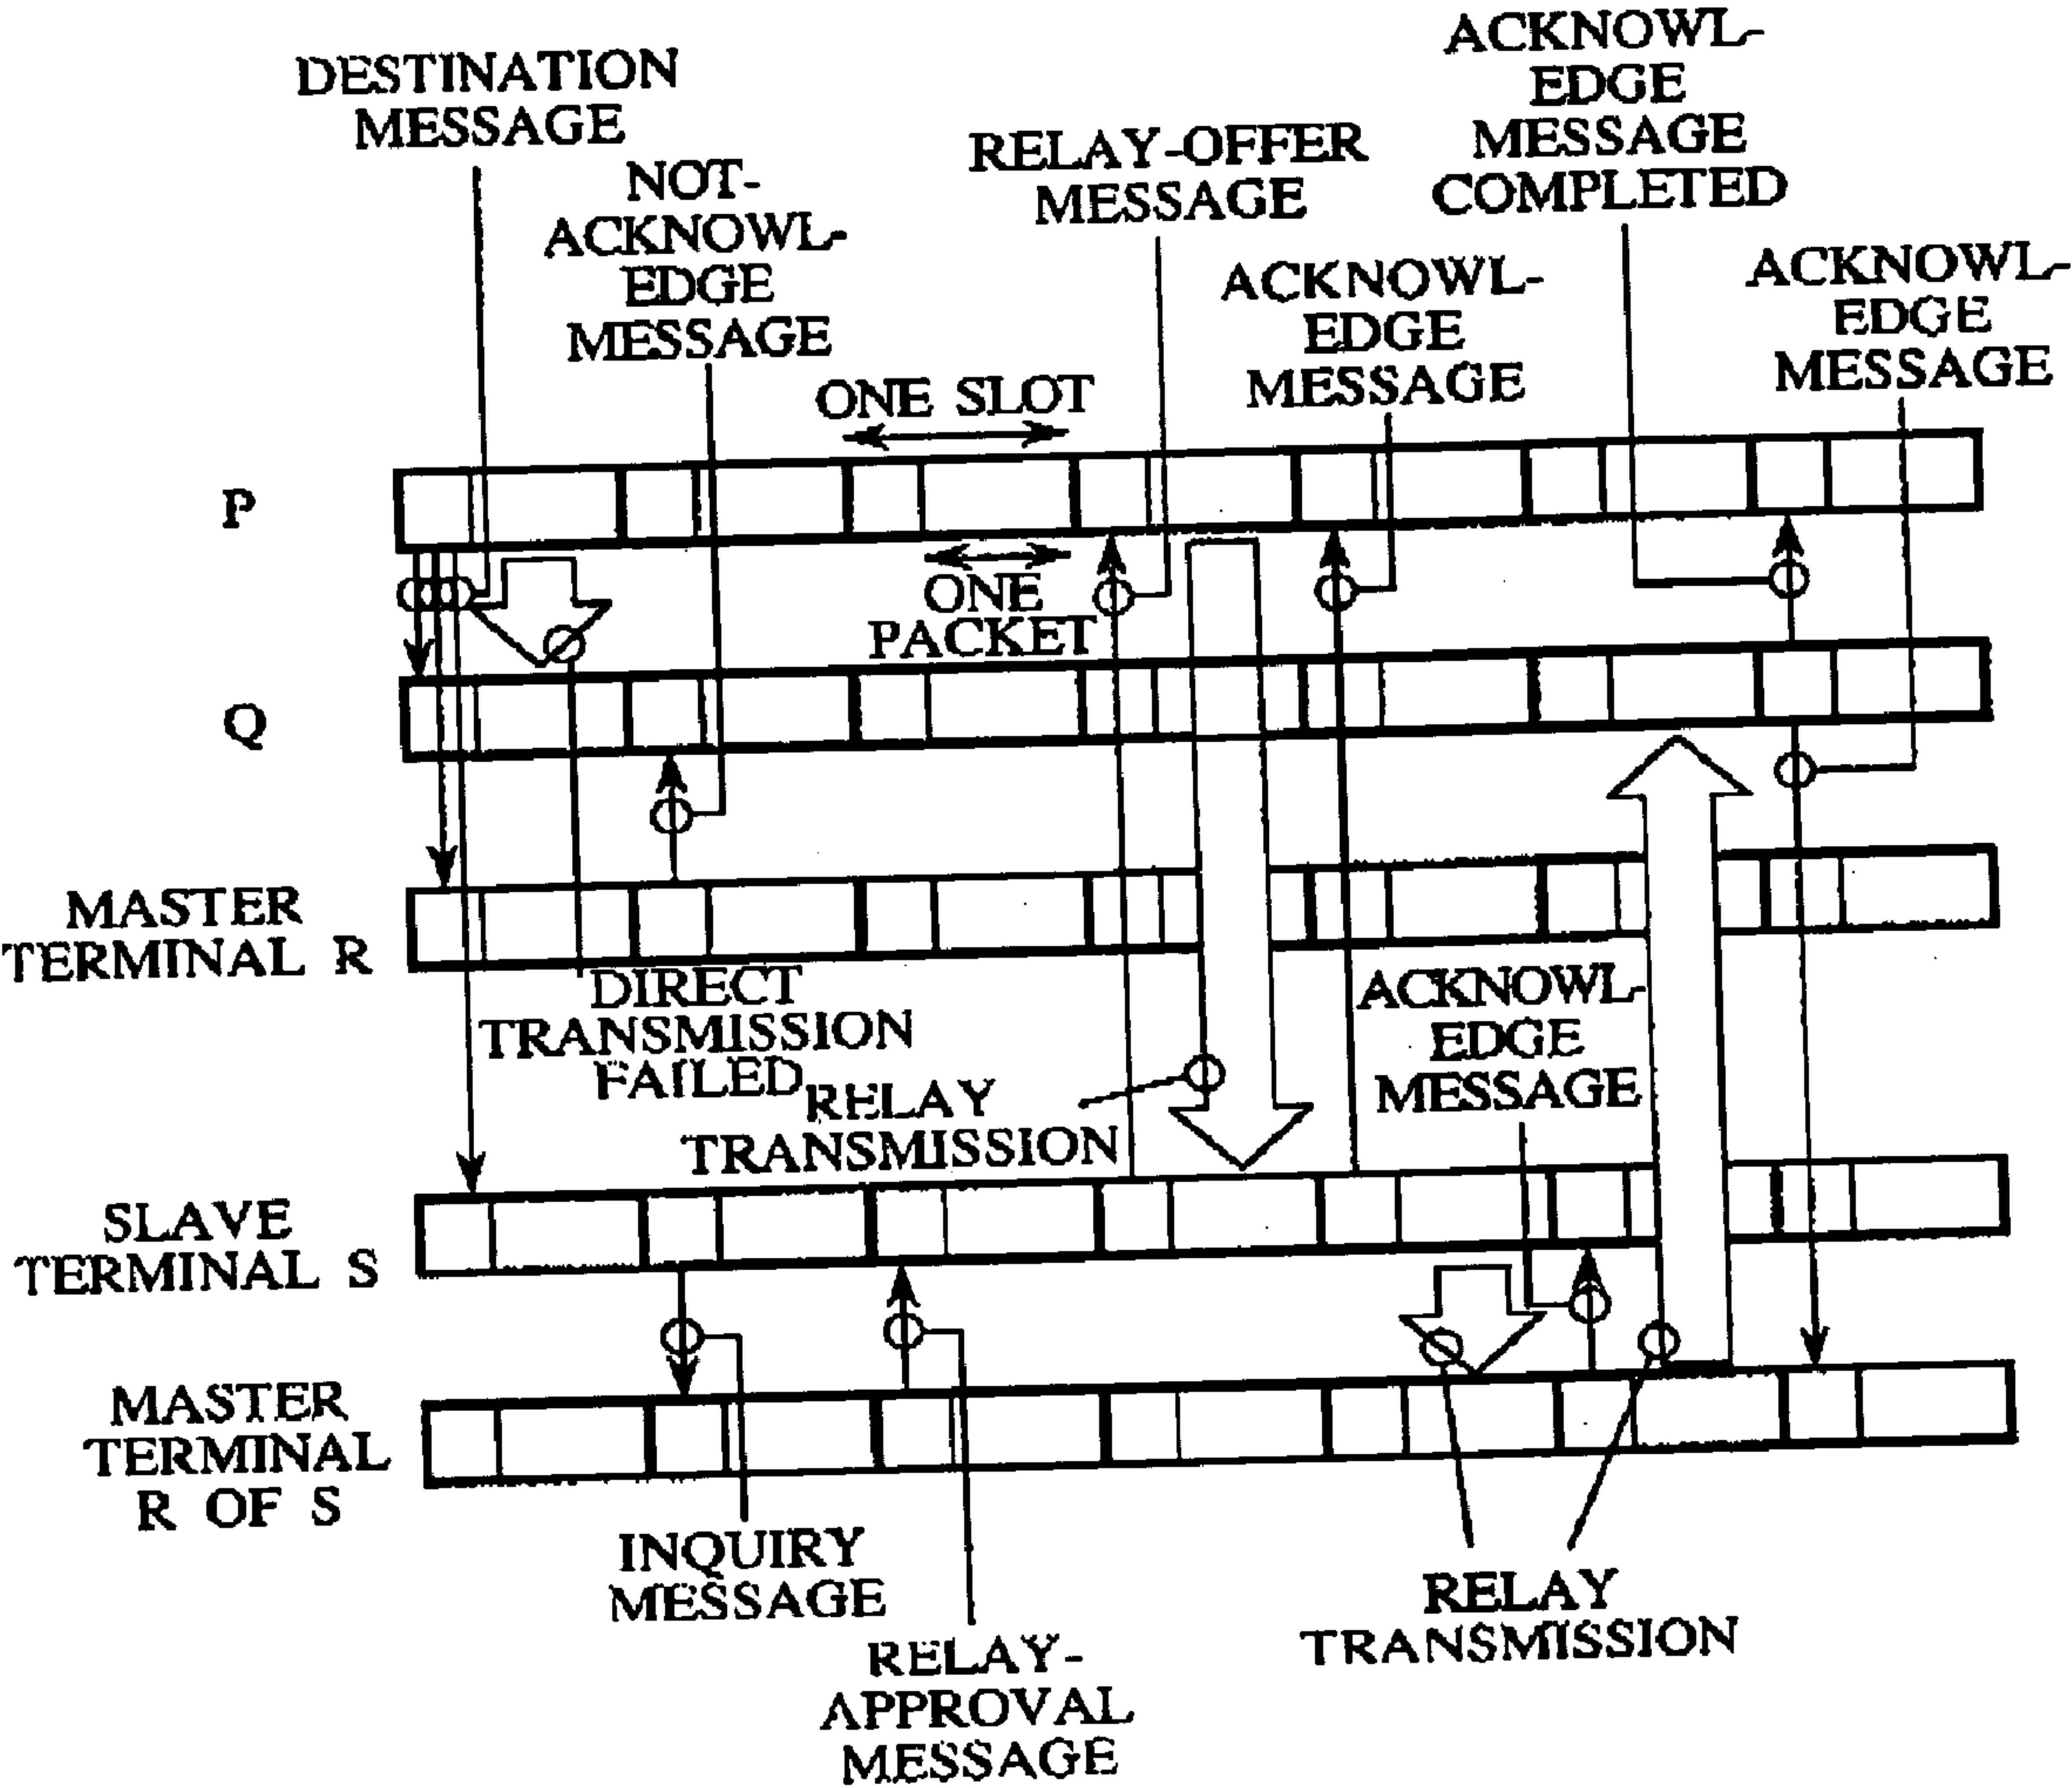 DESTINATION
MESSAGE
NOT-
ACKNOWL-
EDGE
MESSAGE
RELAY-OFFER
MESSAGE
ACKNOWL-
EDGE
MESSAGE
COMPLETED
ACKNOWL-
EDGE
MESSAGE
ACKNOWL-
EDGE
MESSAGE
ONE SLOT
P
ONE
PACKET
Q
MASTER
TERMINAL R
DIRECT
TRANSMISSION
FAILED
RELAY
TRANSMISSION
ACKNOWL-
EDGE
MESSAGE
SLAVE
TERMINAL S
MASTER
TERMINAL
R OF S
INQUIRY
MESSAGE
RELAY-
APPROVAL
MESSAGE
RELAY
TRANSMISSION